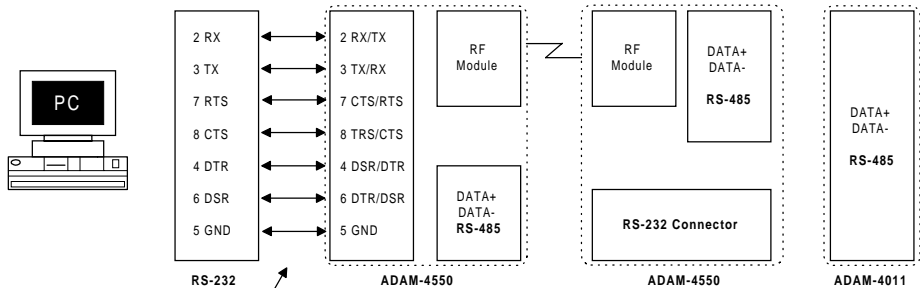 PC
2 RX
3 TX
7 RTS
8 CTS
4 DTR
6 DSR
5 GND
RS-232
2 RX/TX
3 TX/RX
7 CTS/RTS
8 TRS/CTS
4 DSR/DTR
6 DTR/DSR
5 GND
RF
Module
DATA+
DATA-
RS-485
ADAM-4550
RF
Module
DATA+
DATA-
RS-485
RS-232 Connector
ADAM-4550
DATA+
DATA-
RS-485
ADAM-4011